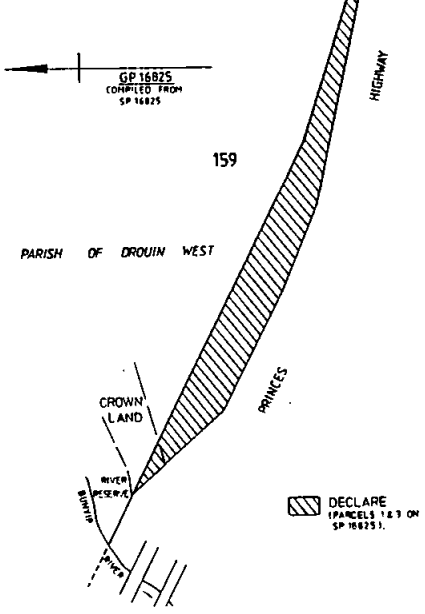 GP 16825
COMPILED FROM
SP 16825
HIGHWAY
159
PARISH OF DROUIN WEST
PRINCES
CROWN
LAND
RIVER
RESERVE
BUNYIP
RIVER
DECLARE
(PARCELS 1 & 3 ON
SP 16825).